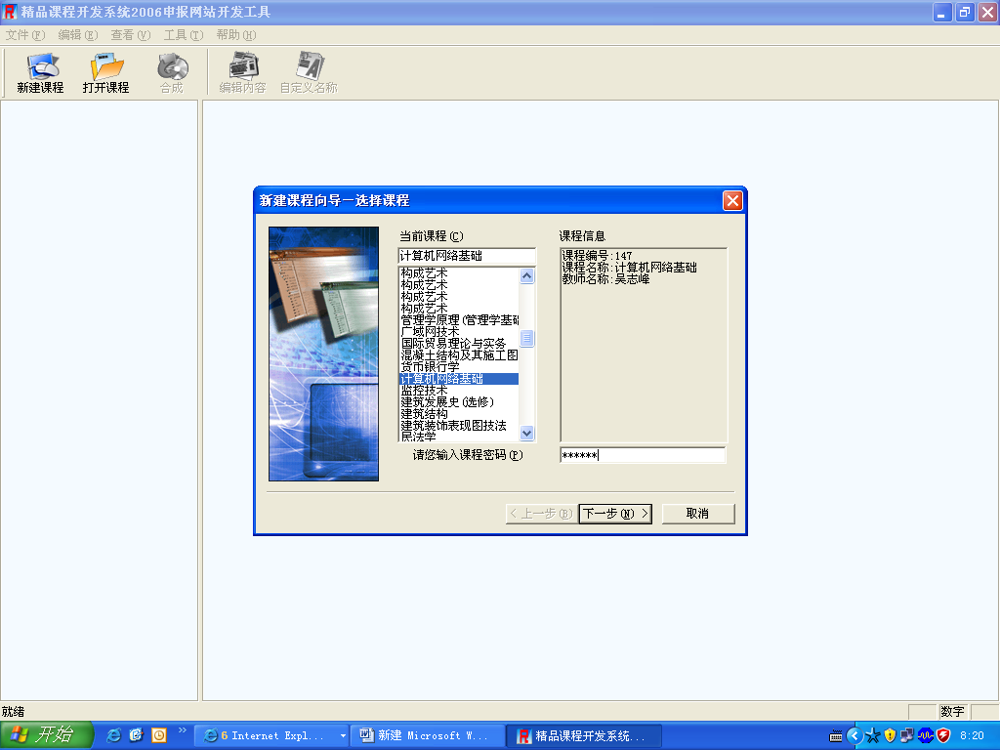 精品课程开发系统2006申报网站开发工具
文件(F) 编辑(E) 查看(V) 工具(T) 帮助(H)
新建课程 打开课程 合成 编辑内容 自定义名称
新建课程向导－选择课程
当前课程(C)
计算机网络基础
构成艺术
构成艺术
构成艺术
构成艺术
管理学原理(管理学基础
广域网技术
国际贸易理论与实务
混凝土结构及其施工图
货币银行学
计算机网络基础
监控技术
建筑发展史(选修)
建筑结构
建筑装饰表现图技法
民法学
课程信息
课程编号:147
课程名称:计算机网络基础
教师名称:吴志峰
请您输入课程密码(P)
******
< 上一步(B) 下一步(N) > 取消
就绪 数字
开始 6 Internet Expl... 新建 Microsoft W... 精品课程开发系统... 8:20